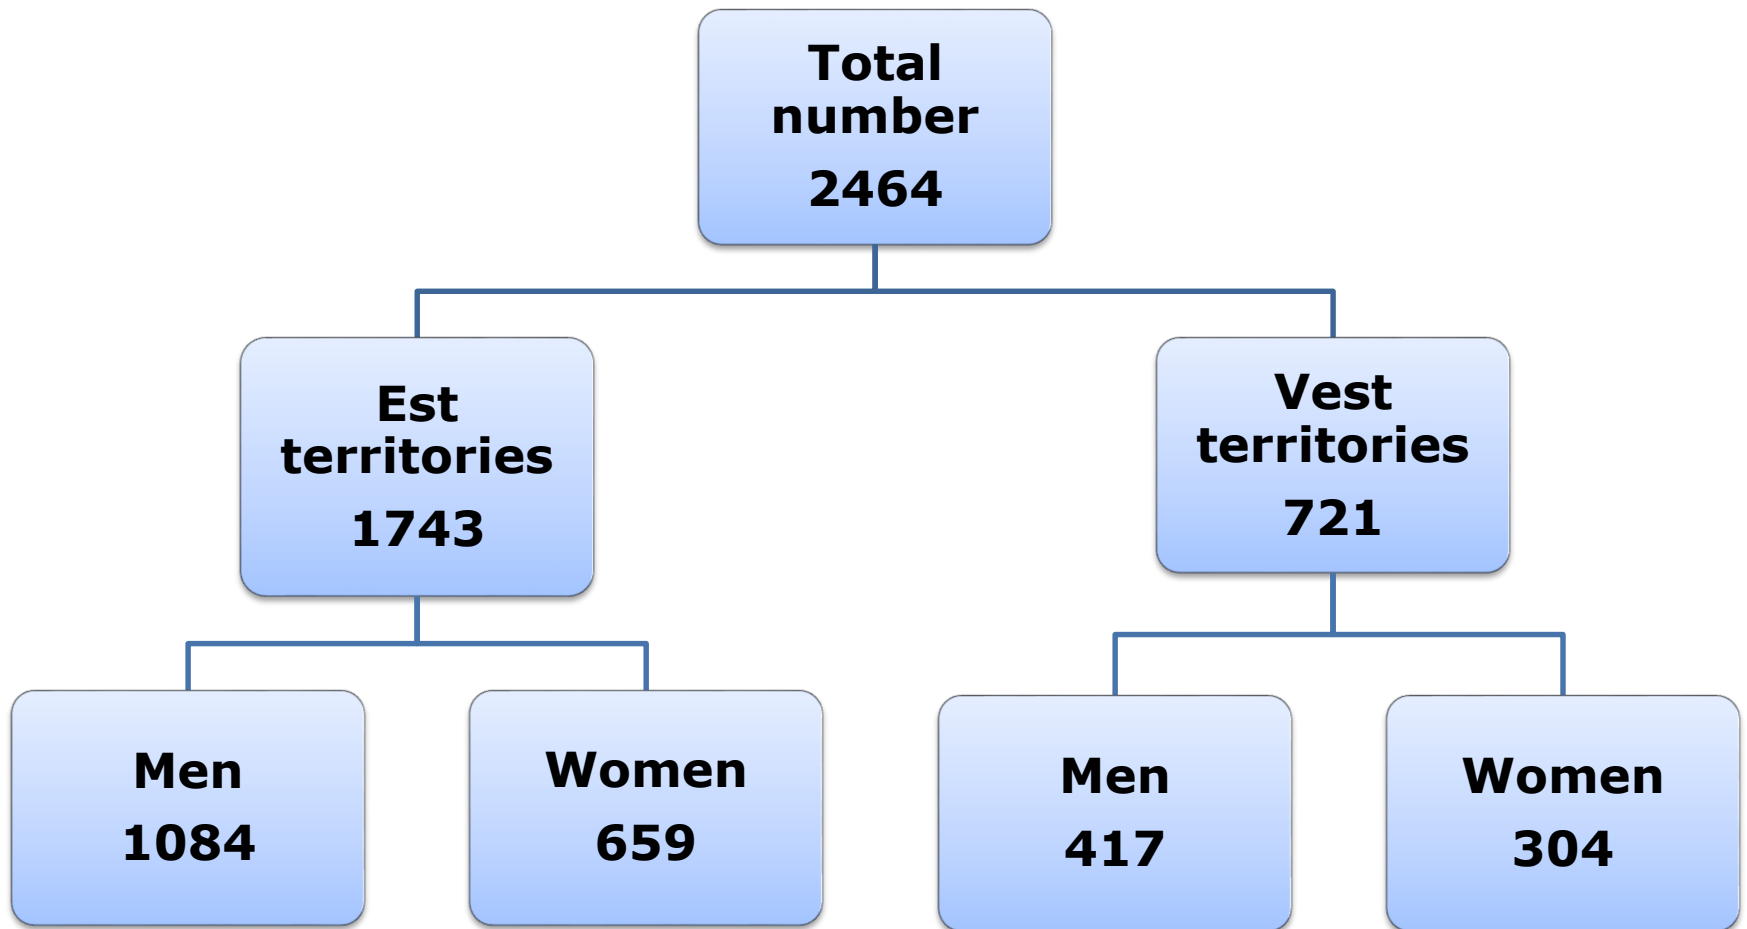 Total
number
2464
Est
territories
1743
Vest
territories
721
Men
1084
Women
659
Men
417
Women
304